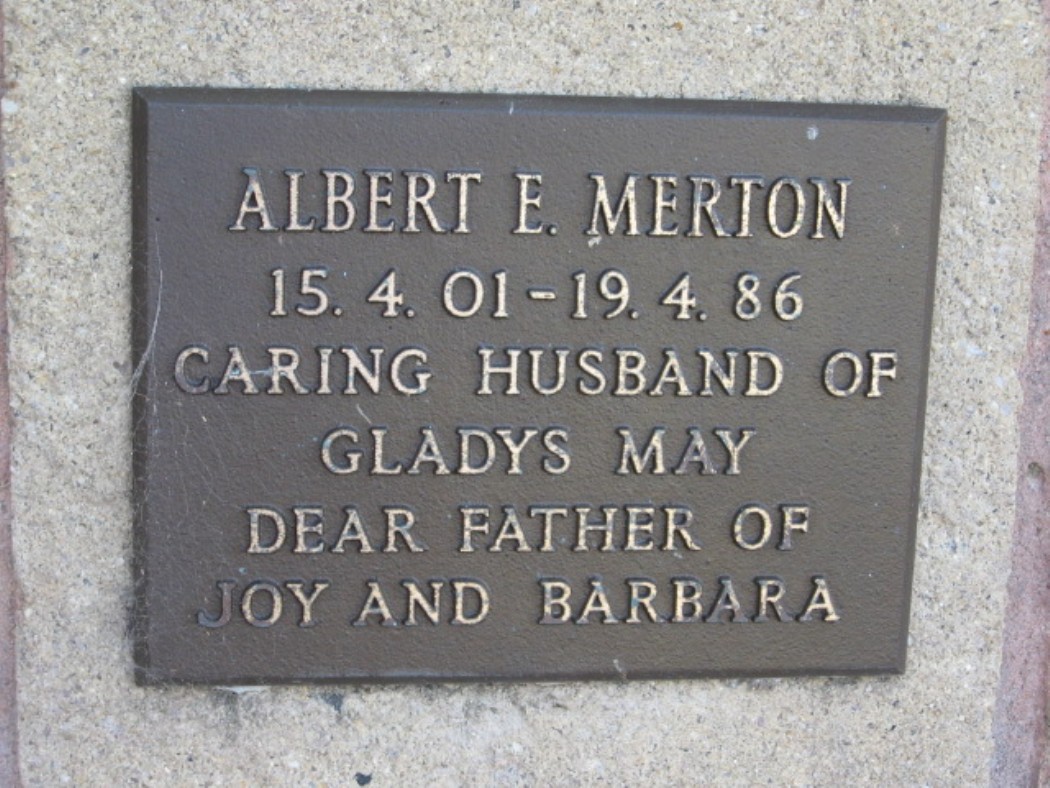 ALBERT E. MERTON
15. 4. 01 - 19. 4. 86
CARING HUSBAND OF
GLADYS MAY
DEAR FATHER OF
JOY AND BARBARA